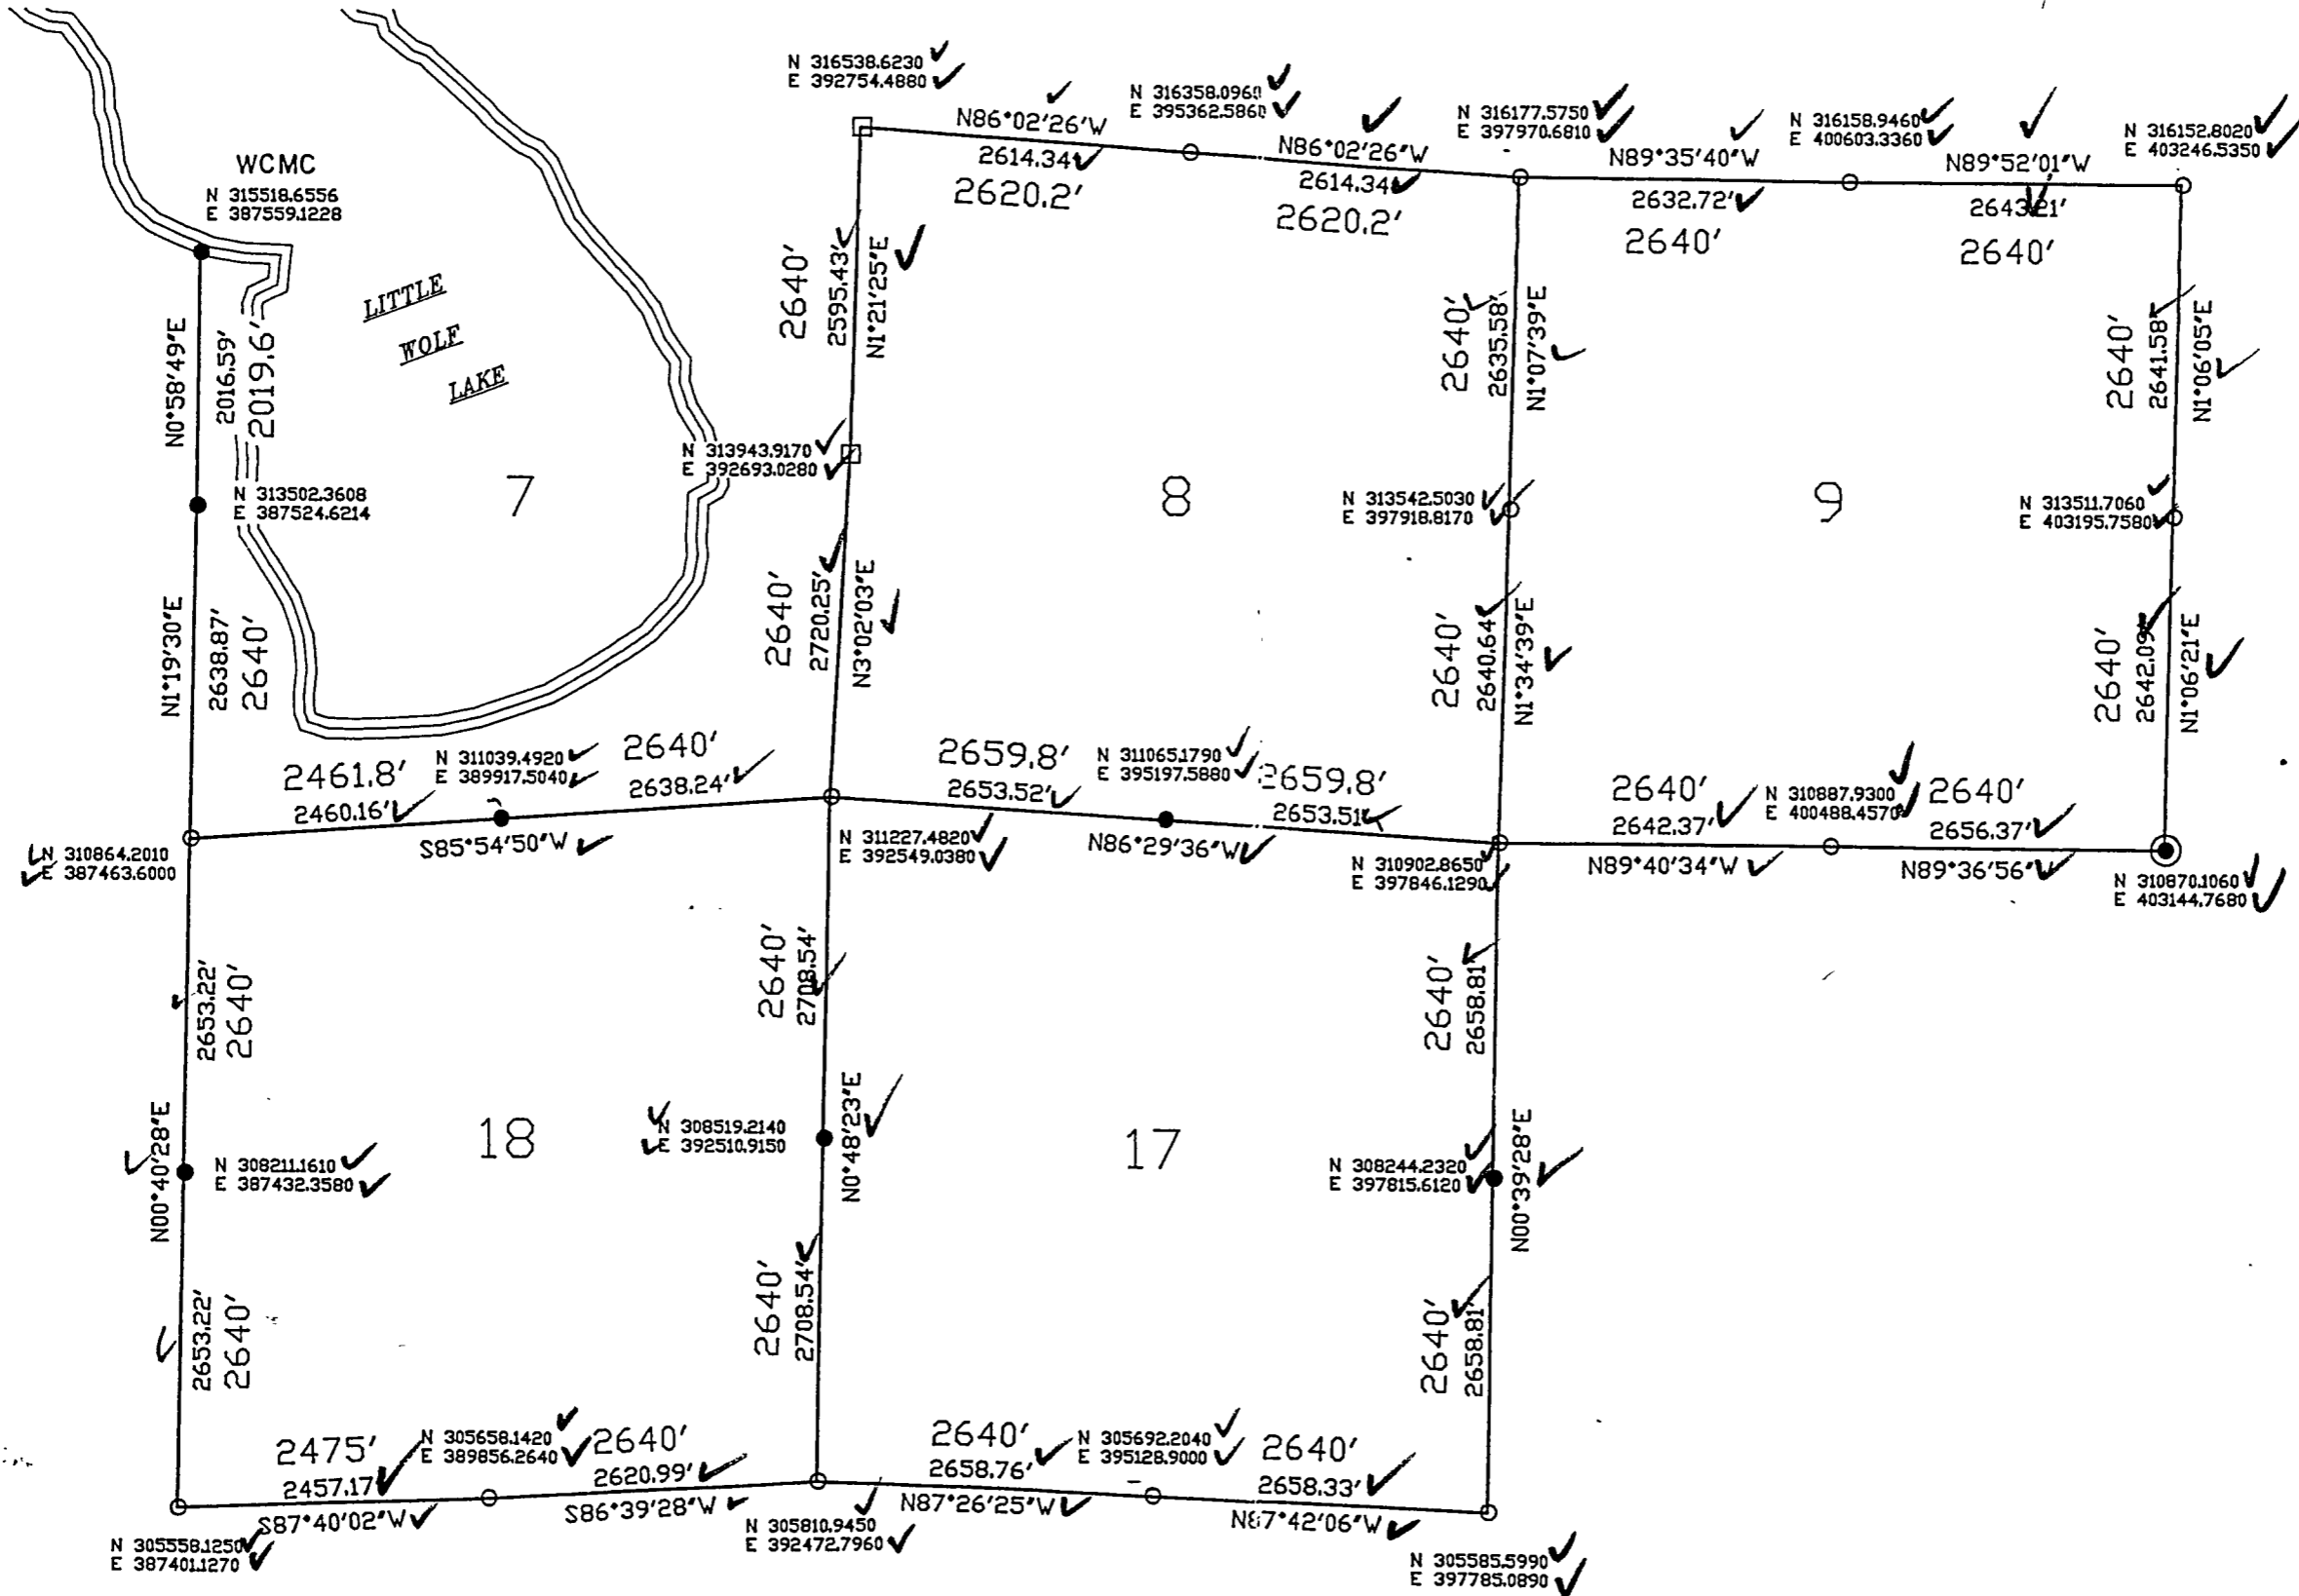 N 316538.6230
E 392754.4880
N 316358.0960
E 395362.5860
N 316177.5750
E 397970.6810
N 316158.9460
E 400603.3360
N 316152.8020
E 403246.5350
N86°02'26"W
2614.34'
2620.2'
N86°02'26"W
2614.34'
2620.2'
N89°35'40"W
2632.72'
2640'
N89°52'01"W
2643.21'
2640'
WCMC
N 315518.6556
E 387559.1228
N0°58'49"E
2016.59'
2019.6'
LITTLE
WOLF
LAKE
2640'
2595.43'
N1°21'25"E
2640'
2635.58'
N1°07'39"E
2640'
2641.58'
N1°06'05"E
N 313943.9170
E 392693.0280
N 313502.3608
E 387524.6214
7
8
N 313542.5030
E 397918.8170
9
N 313511.7060
E 403195.7580
N1°19'30"E
2638.87'
2640'
2640'
2720.25'
N3°02'03"E
2640'
2640.64'
N1°34'39"E
2640'
2642.09'
N1°06'21"E
2461.8'
2460.16'
N 311039.4920
E 389917.5040
2640'
2638.24'
S85°54'50"W
2659.8'
2653.52'
N 311065.1790
E 395197.5880
2659.8'
2653.51'
N86°29'36"W
2640'
2642.37'
N 310887.9300
E 400488.4570
2640'
2656.37'
N89°40'34"W
N89°36'56"W
N 310864.2010
E 387463.6000
N 311227.4820
E 392549.0380
N 310902.8650
E 397846.1290
N 310870.1060
E 403144.7680
2653.22'
2640'
2640'
2708.54'
2640'
2658.81'
N00°40'28"E
N 308211.1610
E 387432.3580
18
N 308519.2140
E 392510.9150
N0°48'23"E
17
N 308244.2320
E 397815.6120
N00°39'28"E
2653.22'
2640'
2640'
2708.54'
2640'
2658.81'
2475'
2457.17'
N 305658.1420
E 389856.2640
2640'
2620.99'
S87°40'02"W
S86°39'28"W
2640'
2658.76'
N 305692.2040
E 395128.9000
2640'
2658.33'
N87°26'25"W
N87°42'06"W
N 305558.1250
E 387401.1270
N 305810.9450
E 392472.7960
N 305585.5990
E 397785.0890